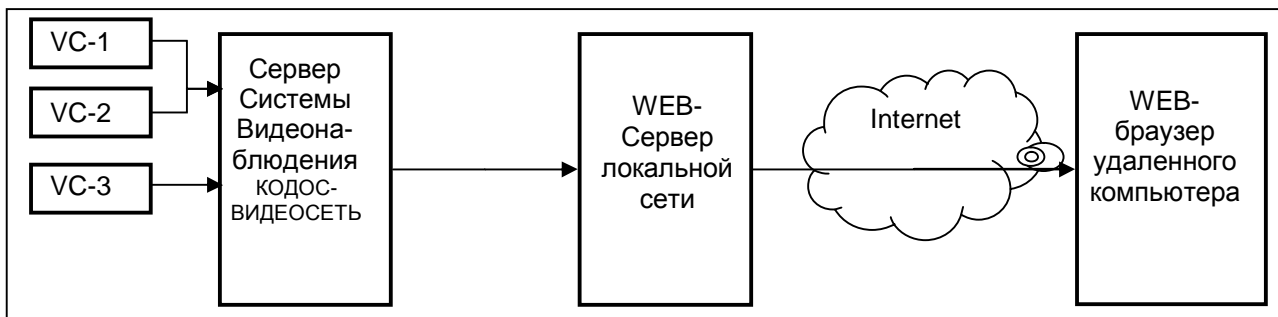 VC-1
VC-2
VC-3
Сервер
Системы
Видеона-
блюдения
КОДОС-
ВИДЕОСЕТЬ
WEB-
Сервер
локальной
сети
Internet
WEB-
браузер
удаленного
компьютера